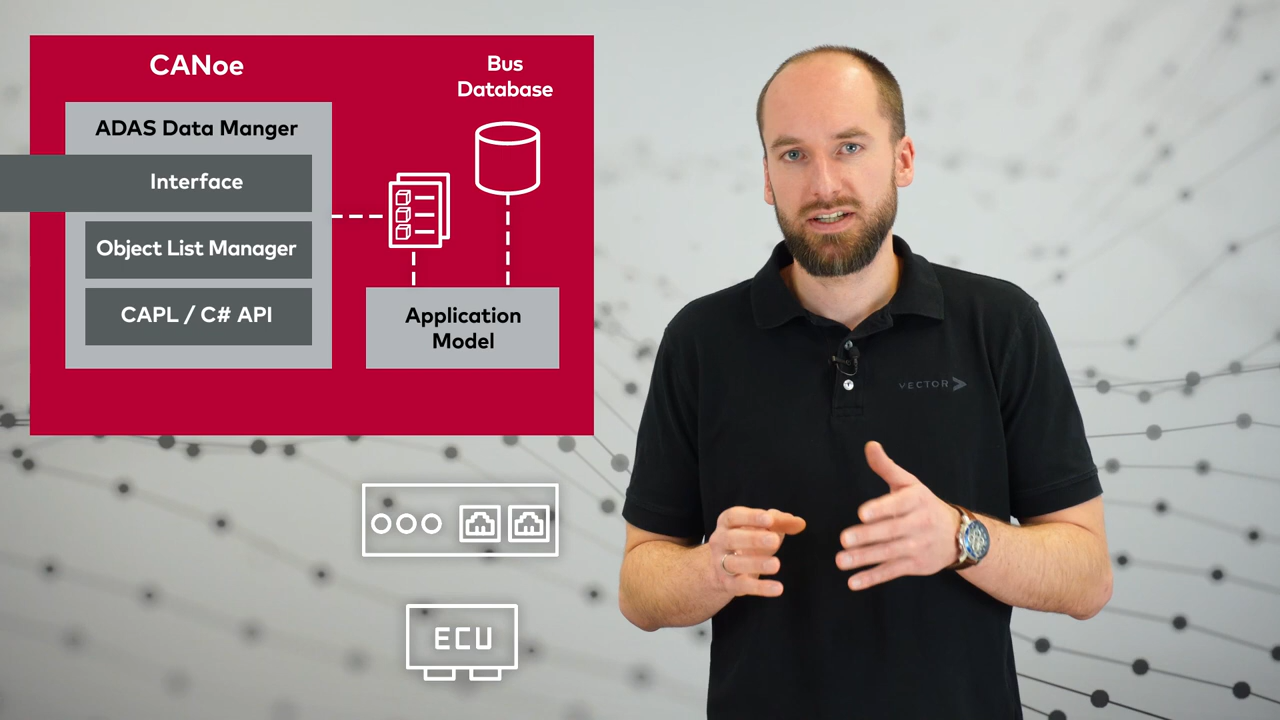 CANoe
Bus
Database
ADAS Data Manger
Interface
Object List Manager
CAPL / C# API
Application
Model
VECTOR
ECU